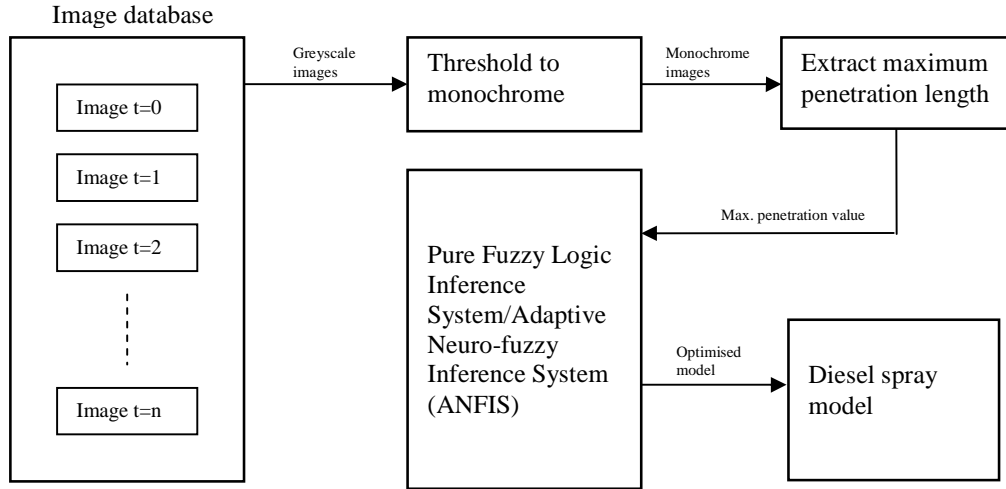 Image database
Image t=0
Image t=1
Image t=2
Image t=n
Greyscale
images
Threshold to
monochrome
Monochrome
images
Extract maximum
penetration length
Max. penetration value
Pure Fuzzy Logic
Inference
System/Adaptive
Neuro-fuzzy
Inference System
(ANFIS)
Optimised
model
Diesel spray
model